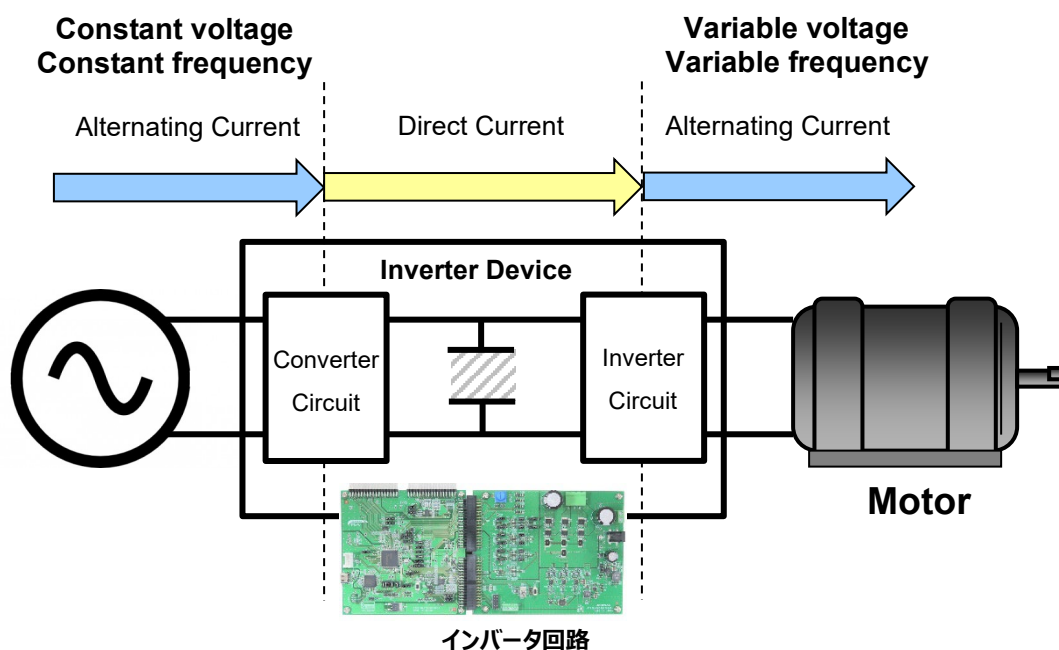 Constant voltage
Constant frequency
Variable voltage
Variable frequency
Alternating Current
Direct Current
Alternating Current
Inverter Device
Converter
Circuit
Inverter
Circuit
Motor
インバータ回路